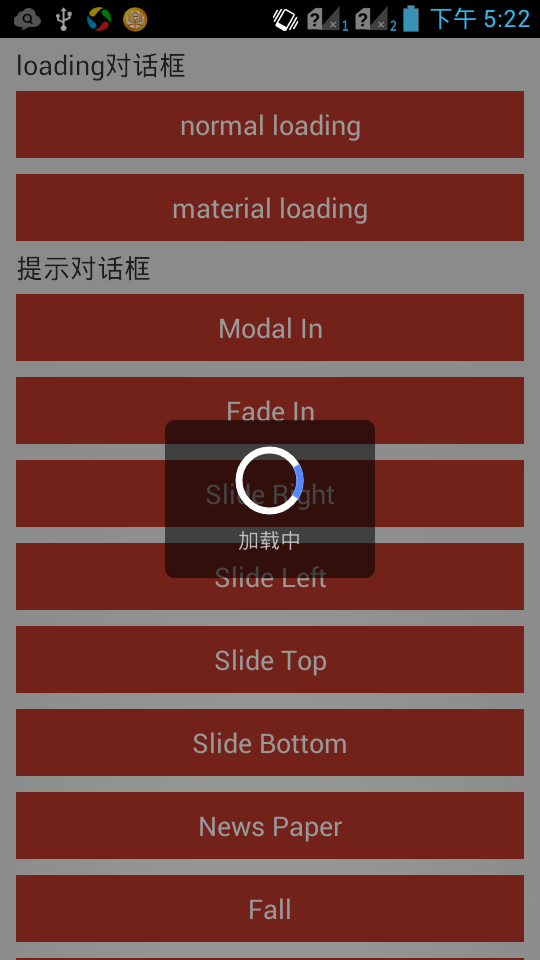 下午 5:22
loading对话框
normal loading
material loading
提示对话框
Modal In
Fade In
Slide Right
加载中
Slide Left
Slide Top
Slide Bottom
News Paper
Fall